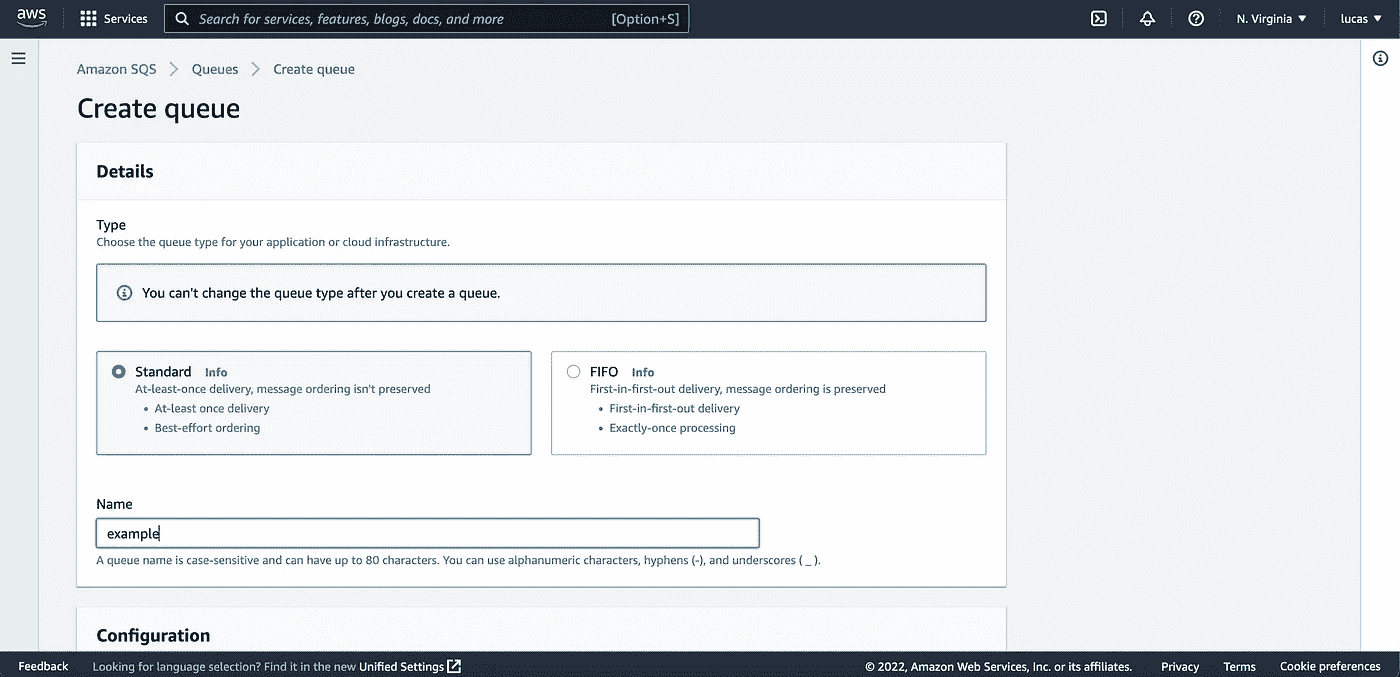 aws
Services
Search for services, features, blogs, docs, and more [Option+S]
N. Virginia
lucas
Amazon SQS
Queues
Create queue
Create queue
Details
Type
Choose the queue type for your application or cloud infrastructure.
You can't change the queue type after you create a queue.
Standard Info
At-least-once delivery, message ordering isn't preserved
• At-least once delivery
• Best-effort ordering
FIFO Info
First-in-first-out delivery, message ordering is preserved
• First-in-first-out delivery
• Exactly-once processing
Name
example
A queue name is case-sensitive and can have up to 80 characters. You can use alphanumeric characters, hyphens (-), and underscores ( _ ).
Configuration
Feedback
Looking for language selection? Find it in the new Unified Settings
© 2022, Amazon Web Services, Inc. or its affiliates.
Privacy
Terms
Cookie preferences